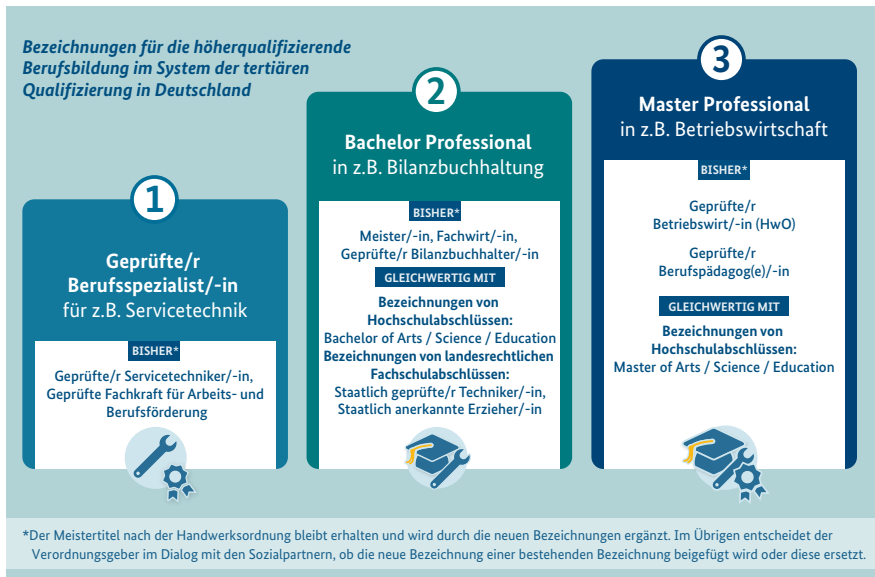 Bezeichnungen für die höherqualifizierende
Berufsbildung im System der tertiären
Qualifizierung in Deutschland
1
Geprüfte/r
Berufsspezialist/-in
für z.B. Servicetechnik
BISHER*
Geprüfte/r Servicetechniker/-in,
Geprüfte Fachkraft für Arbeits- und
Berufsförderung
2
Bachelor Professional
in z.B. Bilanzbuchhaltung
BISHER*
Meister/-in, Fachwirt/-in,
Geprüfte/r Bilanzbuchhalter/-in
GLEICHWERTIG MIT
Bezeichnungen von
Hochschulabschlüssen:
Bachelor of Arts / Science / Education
Bezeichnungen von landesrechtlichen
Fachschulabschlüssen:
Staatlich geprüfte/r Techniker/-in,
Staatlich anerkannte Erzieher/-in
3
Master Professional
in z.B. Betriebswirtschaft
BISHER*
Geprüfte/r
Betriebswirt/-in (HwO)
Geprüfte/r
Berufspädagog(e)/-in
GLEICHWERTIG MIT
Bezeichnungen von
Hochschulabschlüssen:
Master of Arts / Science / Education
*Der Meistertitel nach der Handwerksordnung bleibt erhalten und wird durch die neuen Bezeichnungen ergänzt. Im Übrigen entscheidet der
Verordnungsgeber im Dialog mit den Sozialpartnern, ob die neue Bezeichnung einer bestehenden Bezeichnung beigefügt wird oder diese ersetzt.